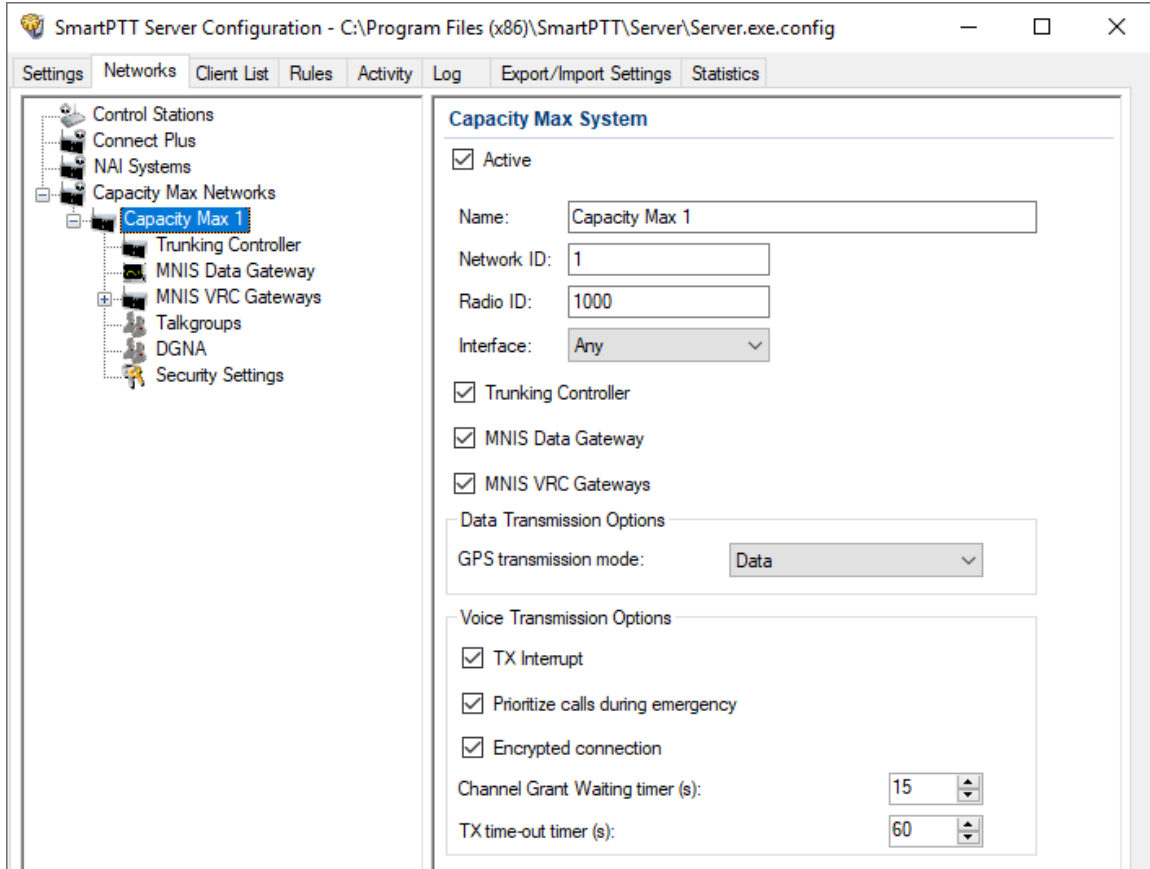 SmartPTT Server Configuration - C:\Program Files (x86)\SmartPTT\Server\Server.exe.config
Settings Networks Client List Rules Activity Log Export/Import Settings Statistics
Control Stations
Connect Plus
NAI Systems
Capacity Max Networks
Capacity Max 1
Trunking Controller
MNIS Data Gateway
MNIS VRC Gateways
Talkgroups
DGNA
Security Settings
Capacity Max System
Active
Name: Capacity Max 1
Network ID: 1
Radio ID: 1000
Interface: Any
Trunking Controller
MNIS Data Gateway
MNIS VRC Gateways
Data Transmission Options
GPS transmission mode: Data
Voice Transmission Options
TX Interrupt
Prioritize calls during emergency
Encrypted connection
Channel Grant Waiting timer (s): 15
TX time-out timer (s): 60